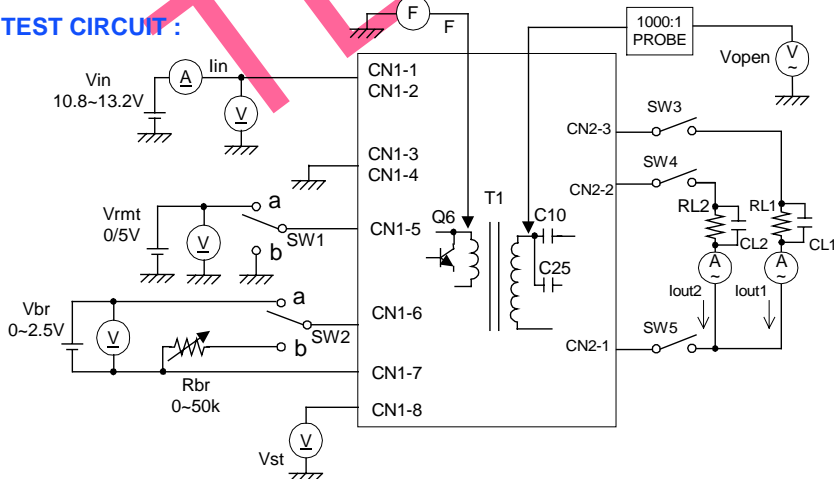 TEST CIRCUIT :
F
F
1000:1
PROBE
Vopen
V
~
Vin
10.8~13.2V
A
Iin
V
CN1-1
CN1-2
CN1-3
CN1-4
Vrmt
0/5V
V
a
b
SW1
CN1-5
Q6
T1
C10
C25
CN2-3
SW3
CN2-2
SW4
RL2
CL2
RL1
CL1
A
~
A
~
Iout2
Iout1
Vbr
0~2.5V
V
a
b
SW2
CN1-6
Rbr
0~50k
CN1-7
CN2-1
SW5
CN1-8
Vst
V